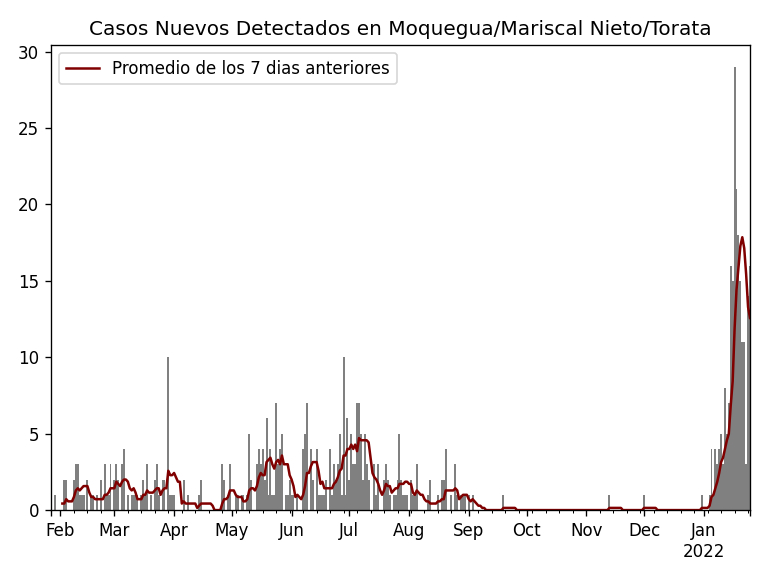 Casos Nuevos Detectados en Moquegua/Mariscal Nieto/Torata
Promedio de los 7 dias anteriores
30
25
20
15
10
5
0
Feb Mar Apr May Jun Jul Aug Sep Oct Nov Dec Jan
2022